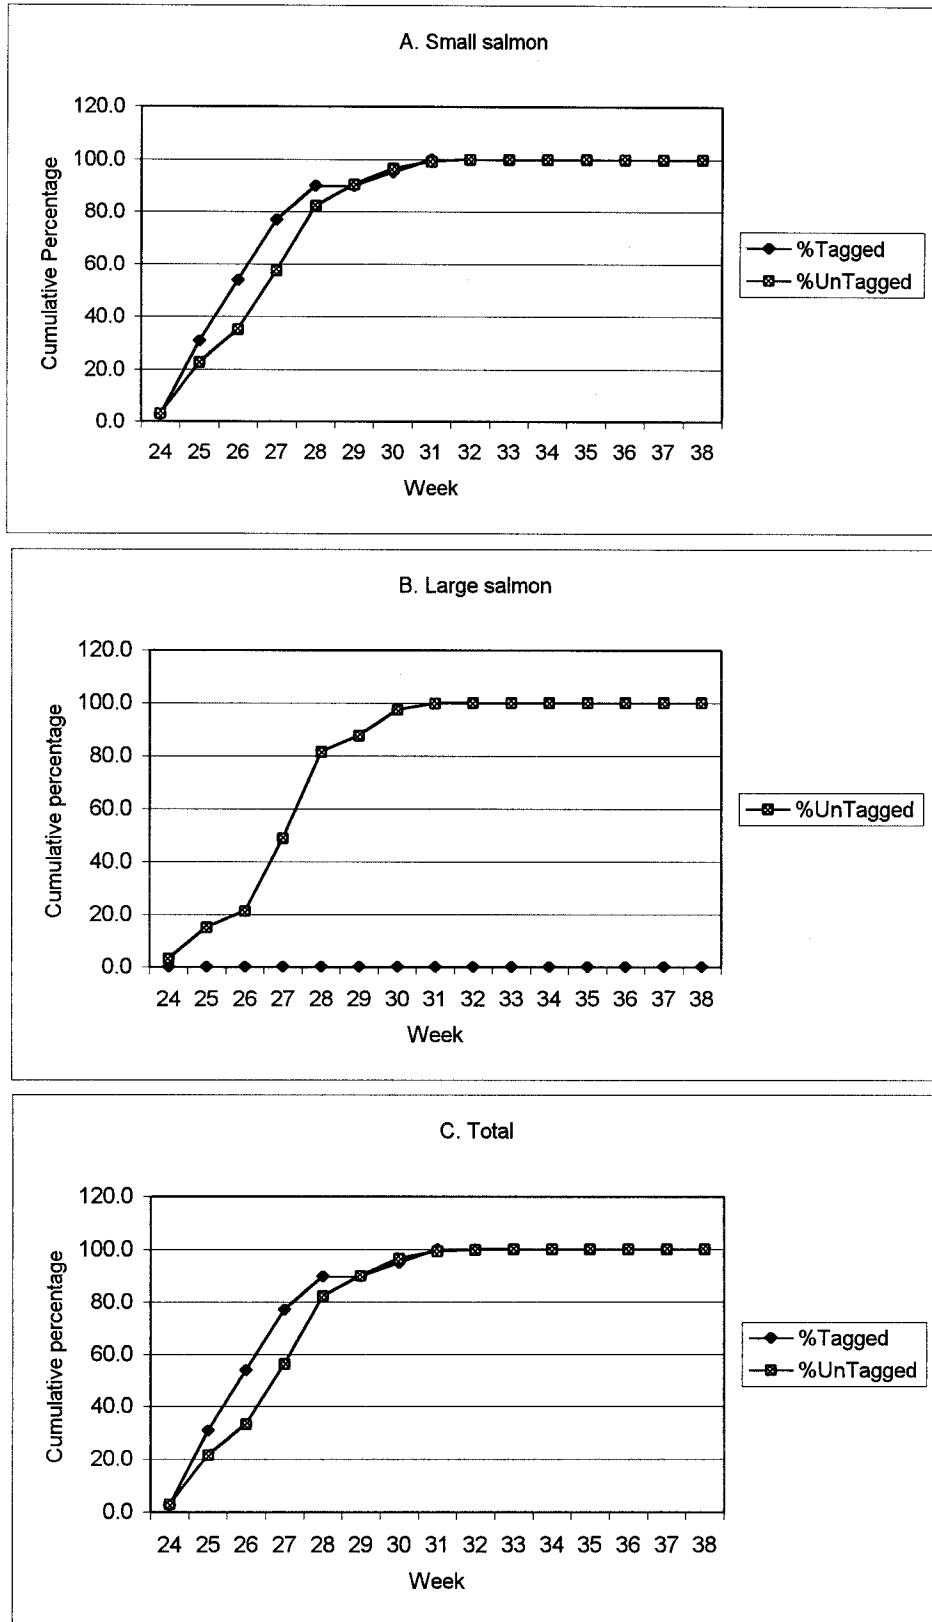 A. Small salmon
120.0
100.0
80.0
60.0
40.0
20.0
0.0
Cumulative Percentage
24 25 26 27 28 29 30 31 32 33 34 35 36 37 38
Week
%Tagged
%UnTagged
B. Large salmon
120.0
100.0
80.0
60.0
40.0
20.0
0.0
Cumulative percentage
24 25 26 27 28 29 30 31 32 33 34 35 36 37 38
Week
%UnTagged
C. Total
120.0
100.0
80.0
60.0
40.0
20.0
0.0
Cumulative percentage
24 25 26 27 28 29 30 31 32 33 34 35 36 37 38
Week
%Tagged
%UnTagged